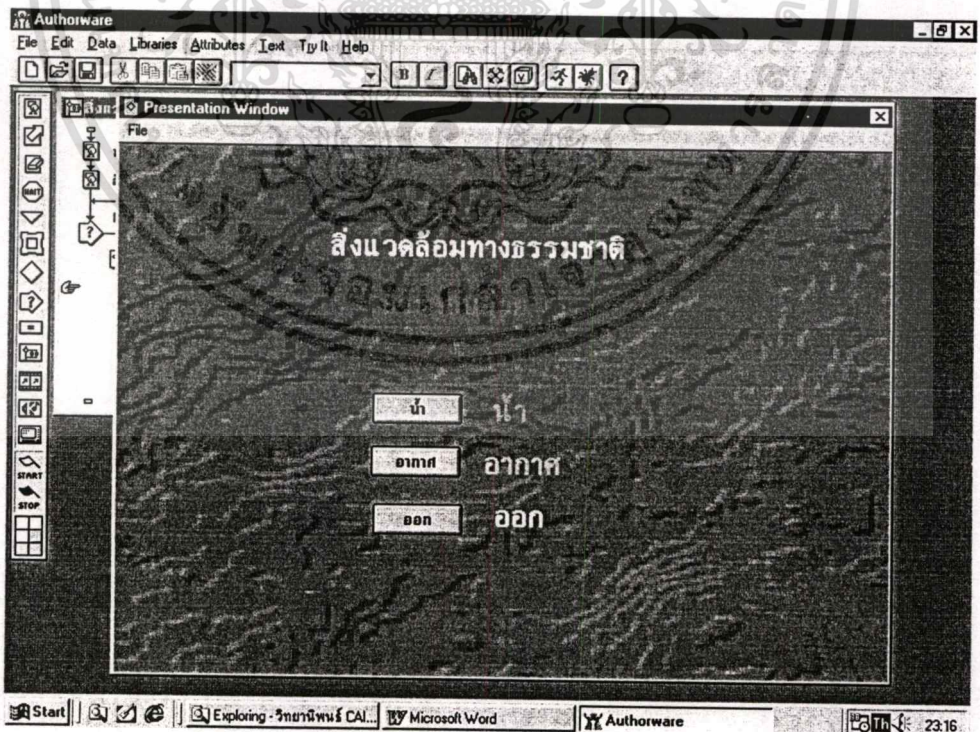 Authorware
File Edit Data Libraries Attributes Text Try It Help
B I ?
Presentation Window
File
WAIT
สิ่งแวดล้อมทางธรรมชาติ
น้ำ น้ำ
อากาศ อากาศ
ออก ออก
START
STOP
Start Exploring - วิทยานิพนธ์ CAI... Microsoft Word Authorware Th 23:16